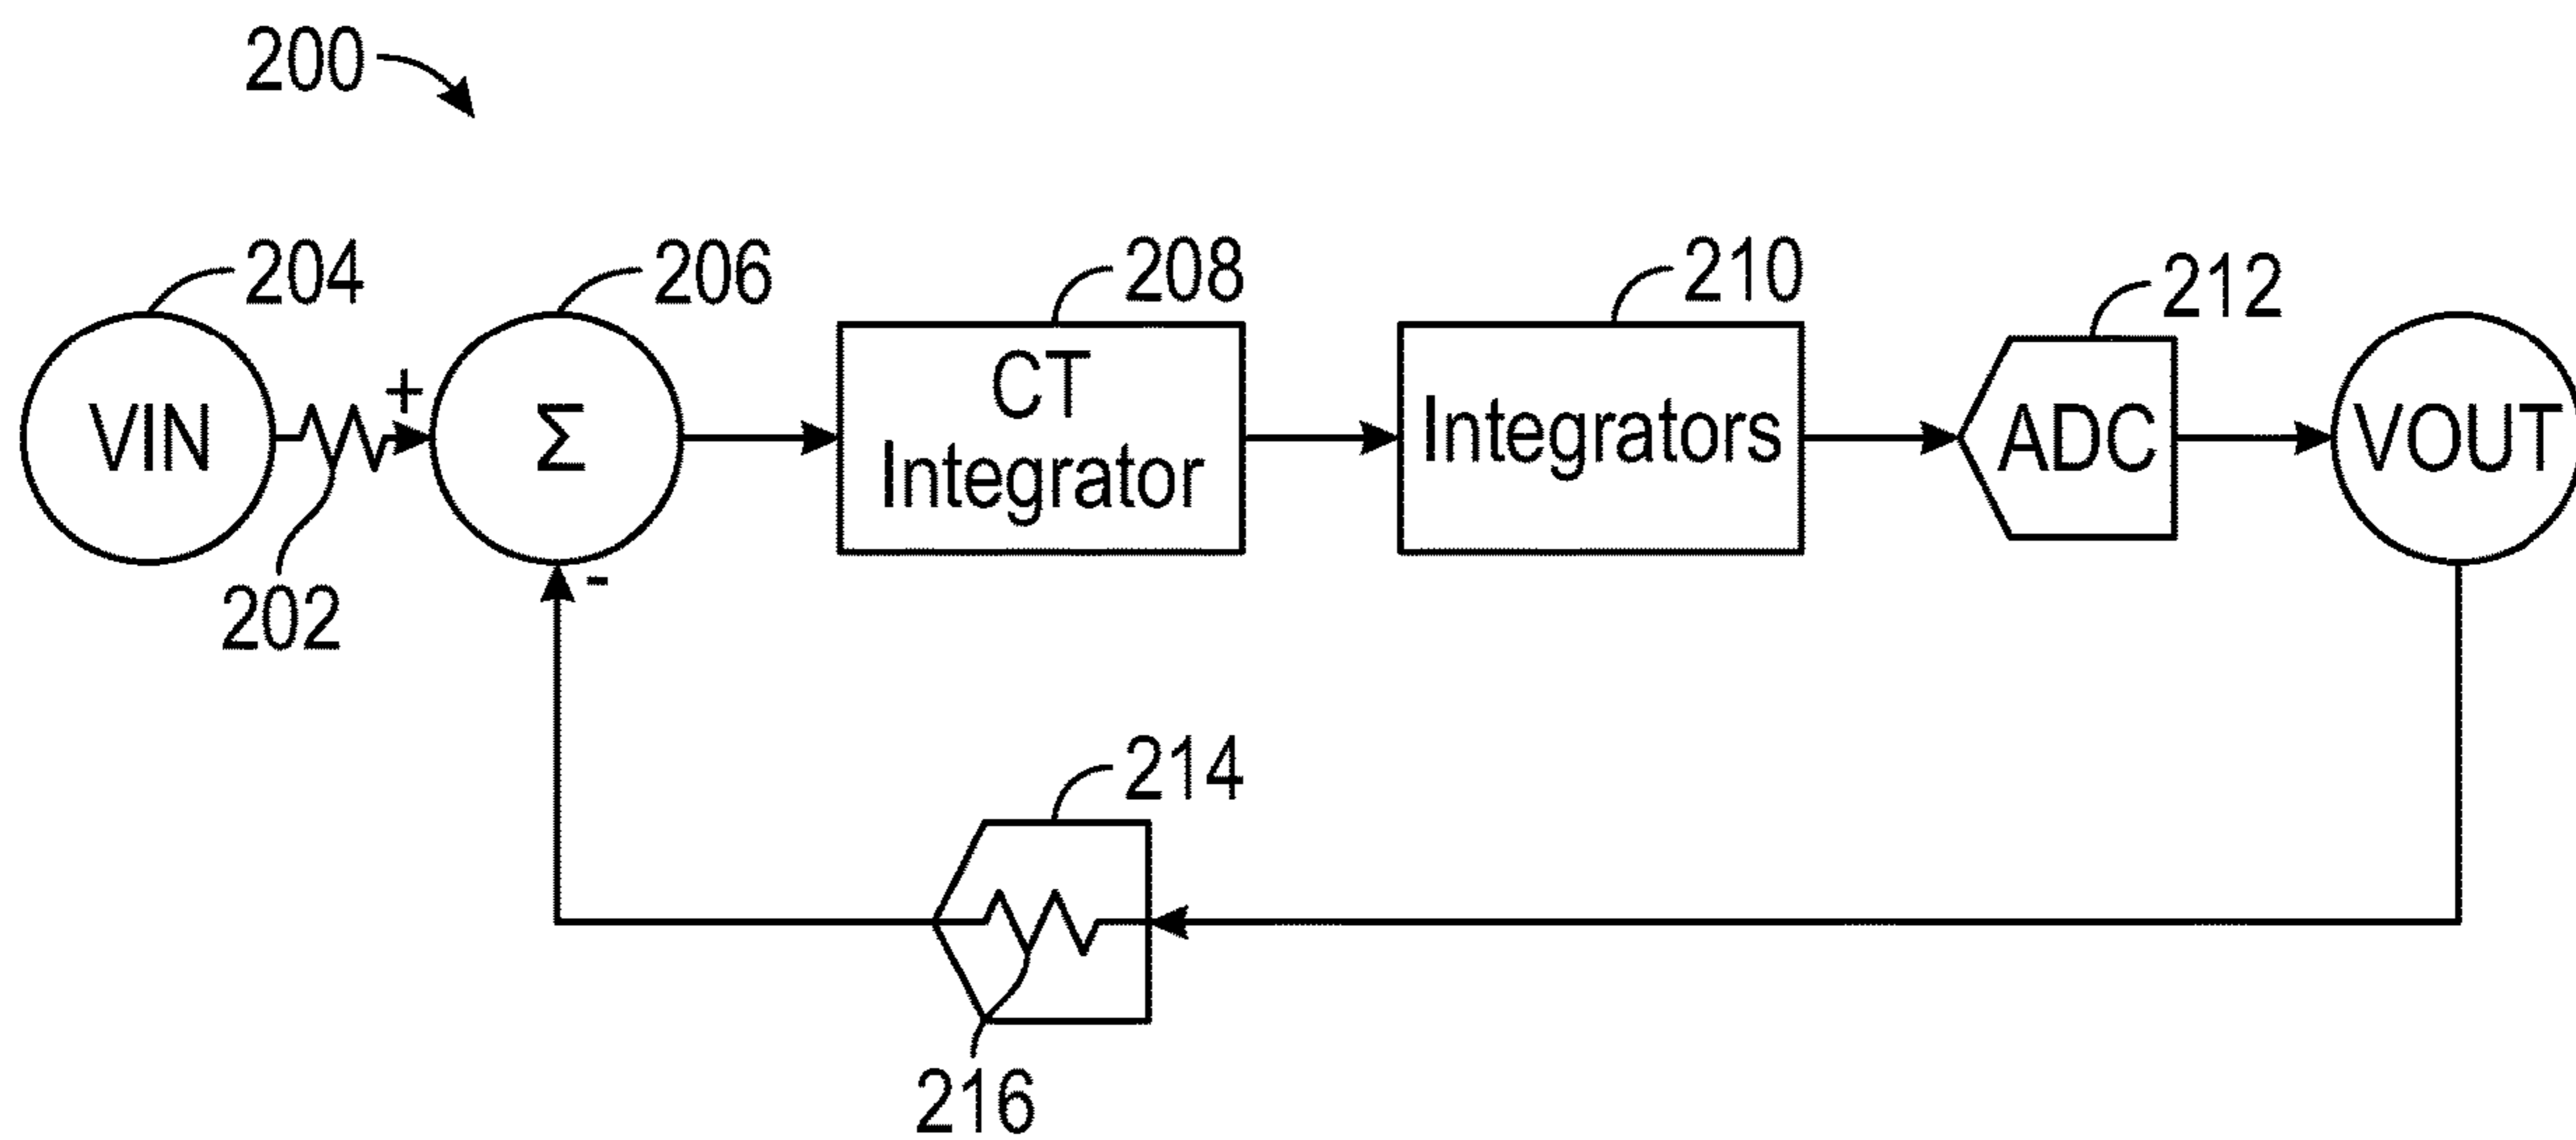 200
204
206
208
210
212
VIN
+
Σ
CT
Integrator
Integrators
ADC
VOUT
-
202
214
216